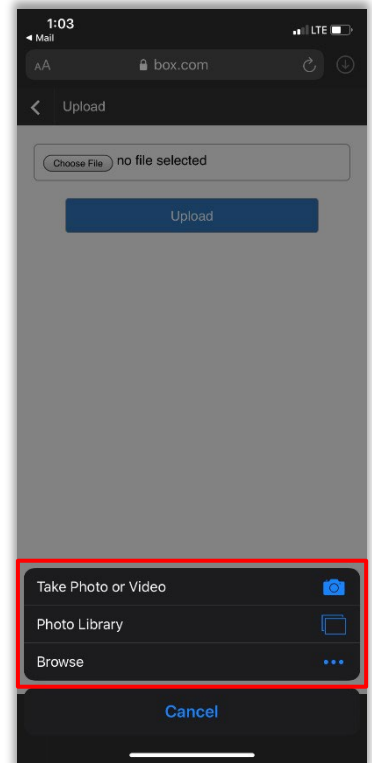 1:03
LTE
Mail
AA box.com
Upload
Choose File no file selected
Upload
Take Photo or Video
Photo Library
Browse
Cancel